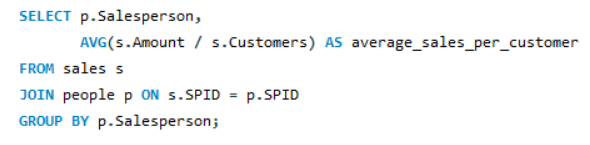 SELECT p.Salesperson,
AVG(s.Amount / s.Customers) AS average_sales_per_customer
FROM sales s
JOIN people p ON s.SPID = p.SPID
GROUP BY p.Salesperson;